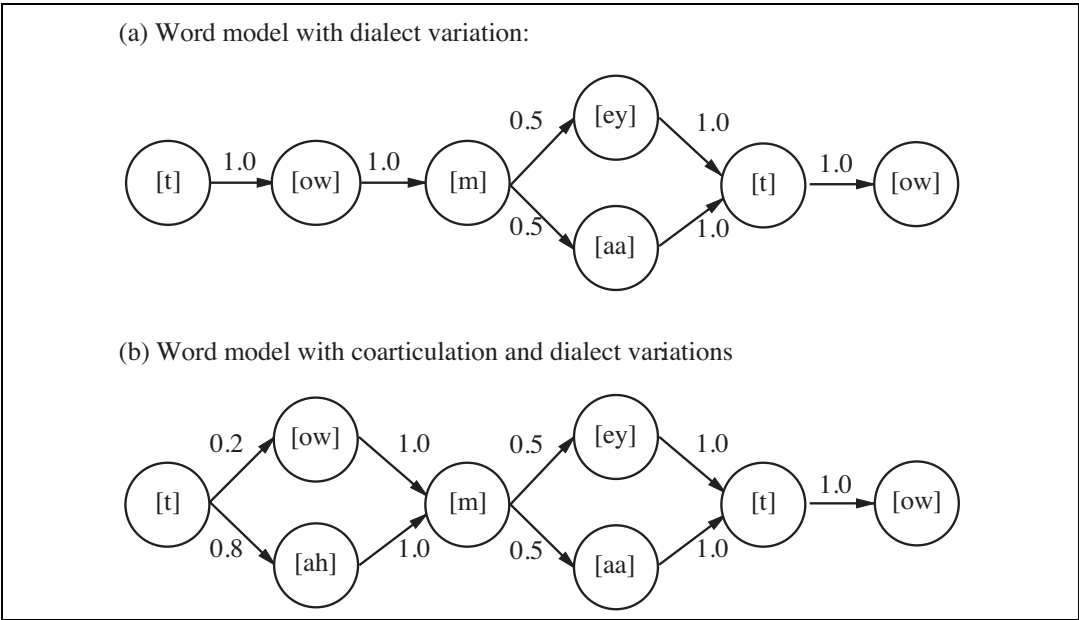 (a) Word model with dialect variation:
0.5 [ey] 1.0
[t] 1.0 [ow] 1.0 [m] [t] 1.0 [ow]
0.5 [aa] 1.0
(b) Word model with coarticulation and dialect variations
0.2 [ow] 1.0 0.5 [ey] 1.0
[t] [m] [t] 1.0 [ow]
0.8 [ah] 1.0 0.5 [aa] 1.0